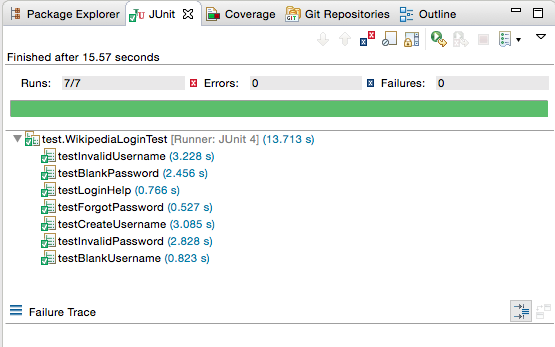 Package Explorer JUnit Coverage Git Repositories Outline
Finished after 15.57 seconds
Runs: 7/7 Errors: 0 Failures: 0
test.WikipediaLoginTest [Runner: JUnit 4] (13.713 s)
testInvalidUsername (3.228 s)
testBlankPassword (2.456 s)
testLoginHelp (0.766 s)
testForgotPassword (0.527 s)
testCreateUsername (3.085 s)
testInvalidPassword (2.828 s)
testBlankUsername (0.823 s)
Failure Trace